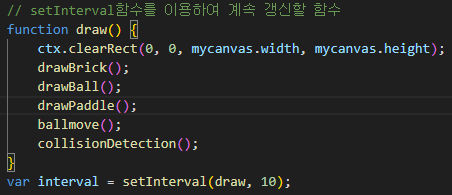 // setInterval함수를 이용하여 계속 갱신할 함수
function draw() {
    ctx.clearRect(0, 0, mycanvas.width, mycanvas.height);
    drawBrick();
    drawBall();
    drawPaddle();
    ballmove();
    collisionDetection();
}
var interval = setInterval(draw, 10);